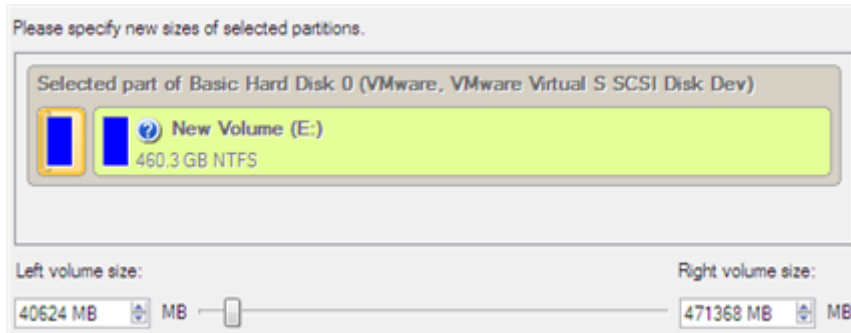 Please specify new sizes of selected partitions.
Selected part of Basic Hard Disk 0 (VMware, VMware Virtual S SCSI Disk Dev)
New Volume (E:)
460.3 GB NTFS
Left volume size:
Right volume size:
40624 MB MB
471368 MB MB